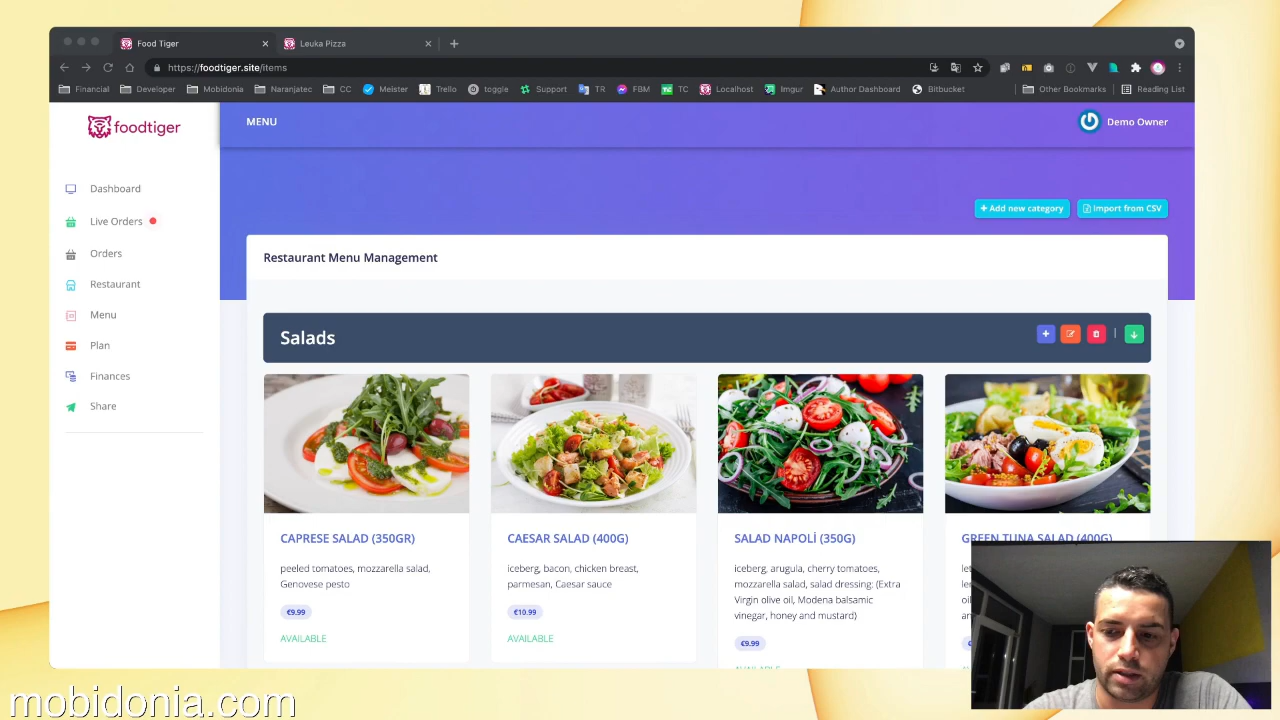 Food Tiger
Leuka Pizza
https://foodtiger.site/items
Financial
Developer
Mobidonia
Naranjatec
CC
Meister
Trello
toggle
Support
TR
FBM
TC
Localhost
Imgur
Author Dashboard
Bitbucket
Other Bookmarks
Reading List
foodtiger
MENU
Demo Owner
Dashboard
Live Orders
Orders
Restaurant
Menu
Plan
Finances
Share
+ Add new category
Import from CSV
Restaurant Menu Management
Salads
CAPRESE SALAD (350GR)
peeled tomatoes, mozzarella salad,
Genovese pesto
€9.99
AVAILABLE
CAESAR SALAD (400G)
iceberg, bacon, chicken breast,
parmesan, Caesar sauce
€10.99
AVAILABLE
SALAD NAPOLİ (350G)
iceberg, arugula, cherry tomatoes,
mozzarella salad, salad dressing: (Extra
Virgin olive oil, Modena balsamic
vinegar, honey and mustard)
€9.99
GREEN TUNA SALAD (400G)
mobidonia.com